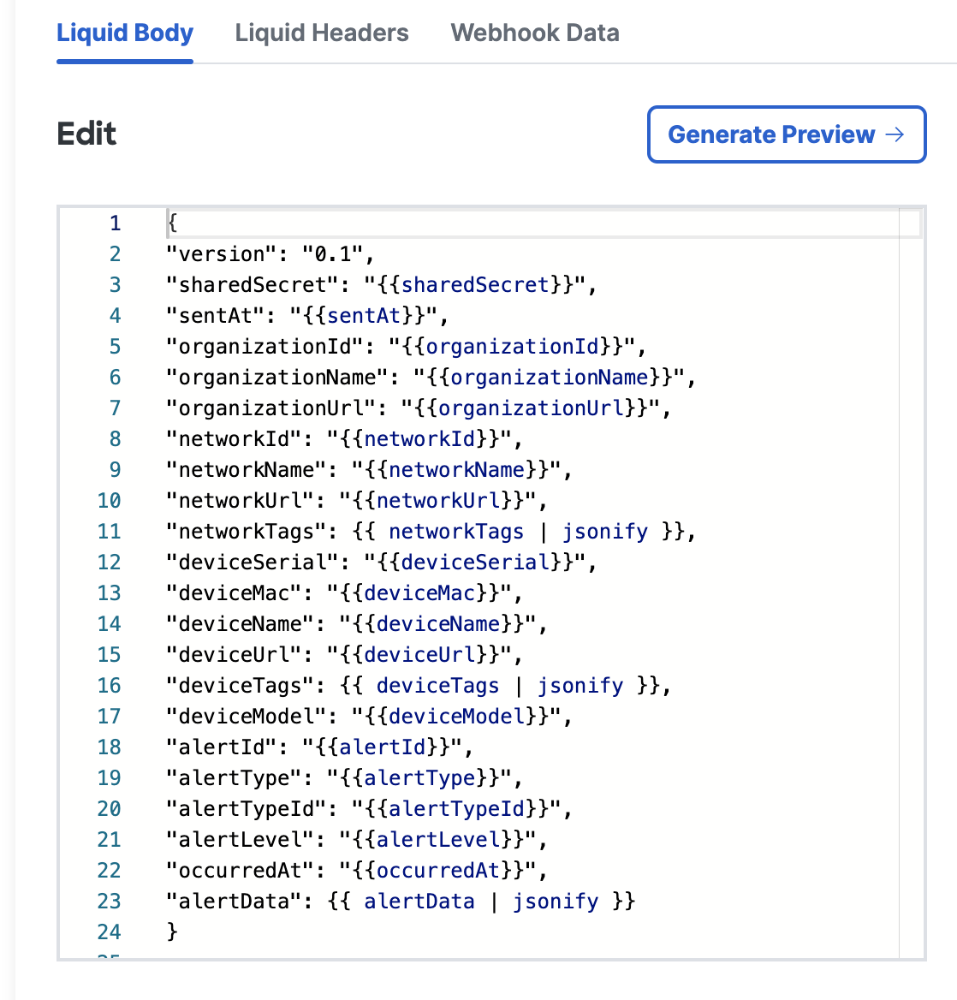 Liquid Body Liquid Headers Webhook Data
Edit
Generate Preview →
1 {
2 "version": "0.1",
3 "sharedSecret": "{{sharedSecret}}",
4 "sentAt": "{{sentAt}}",
5 "organizationId": "{{organizationId}}",
6 "organizationName": "{{organizationName}}",
7 "organizationUrl": "{{organizationUrl}}",
8 "networkId": "{{networkId}}",
9 "networkName": "{{networkName}}",
10 "networkUrl": "{{networkUrl}}",
11 "networkTags": {{ networkTags | jsonify }},
12 "deviceSerial": "{{deviceSerial}}",
13 "deviceMac": "{{deviceMac}}",
14 "deviceName": "{{deviceName}}",
15 "deviceUrl": "{{deviceUrl}}",
16 "deviceTags": {{ deviceTags | jsonify }},
17 "deviceModel": "{{deviceModel}}",
18 "alertId": "{{alertId}}",
19 "alertType": "{{alertType}}",
20 "alertTypeId": "{{alertTypeId}}",
21 "alertLevel": "{{alertLevel}}",
22 "occurredAt": "{{occurredAt}}",
23 "alertData": {{ alertData | jsonify }}
24 }